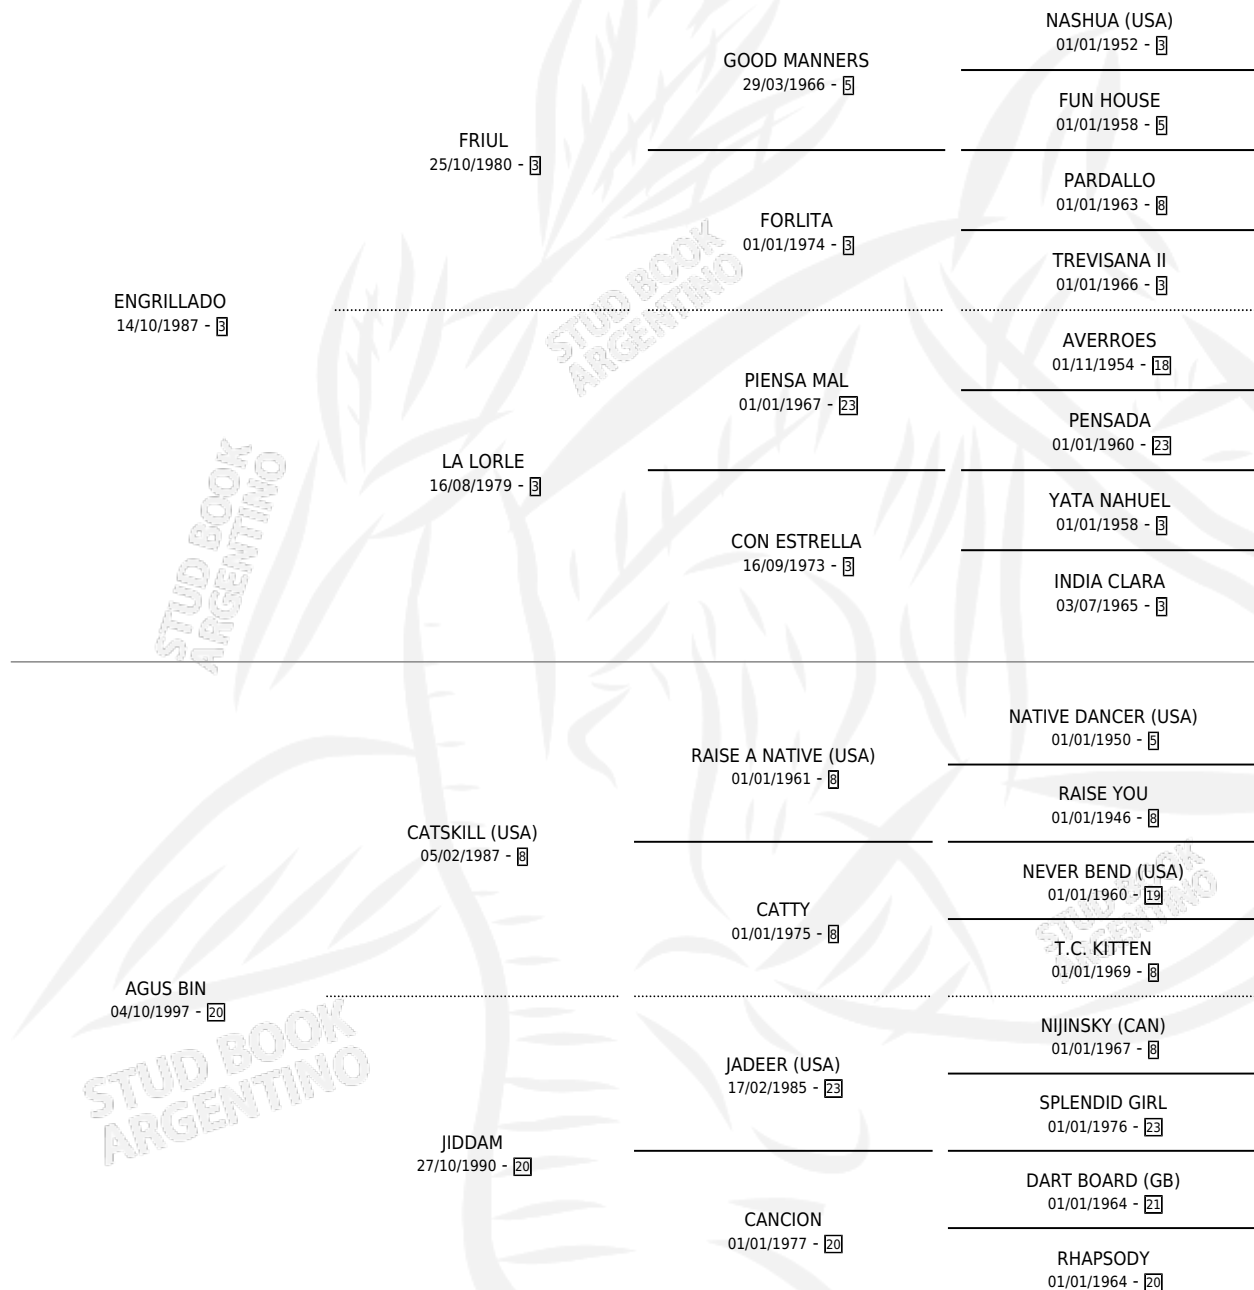 NASHUA (USA)
01/01/1952 - 3
GOOD MANNERS
29/03/1966 - 5
FUN HOUSE
01/01/1958 - 5
FRIUL
25/10/1980 - 3
PARDALLO
01/01/1963 - 8
FORLITA
01/01/1974 - 3
TREVISANA II
01/01/1966 - 3
ENGRILLADO
14/10/1987 - 3
STUD BOOK
ARGENTINO
AVERROES
01/11/1954 - 18
PIENSA MAL
01/01/1967 - 23
PENSADA
01/01/1960 - 23
LA LORLE
16/08/1979 - 3
YATA NAHUEL
01/01/1958 - 3
CON ESTRELLA
16/09/1973 - 3
INDIA CLARA
03/07/1965 - 3
STUD BOOK
ARGENTINO
NATIVE DANCER (USA)
01/01/1950 - 5
RAISE A NATIVE (USA)
01/01/1961 - 8
RAISE YOU
01/01/1946 - 8
CATSKILL (USA)
05/02/1987 - 8
NEVER BEND (USA)
01/01/1960 - 19
CATTY
01/01/1975 - 8
STUD BOOK
ARGENTINO
T.C. KITTEN
01/01/1969 - 8
AGUS BIN
04/10/1997 - 20
NIJINSKY (CAN)
01/01/1967 - 8
STUD BOOK
ARGENTINO
JADEER (USA)
17/02/1985 - 23
SPLENDID GIRL
01/01/1976 - 23
JIDDAM
27/10/1990 - 20
DART BOARD (GB)
01/01/1964 - 21
CANCION
01/01/1977 - 20
RHAPSODY
01/01/1964 - 20